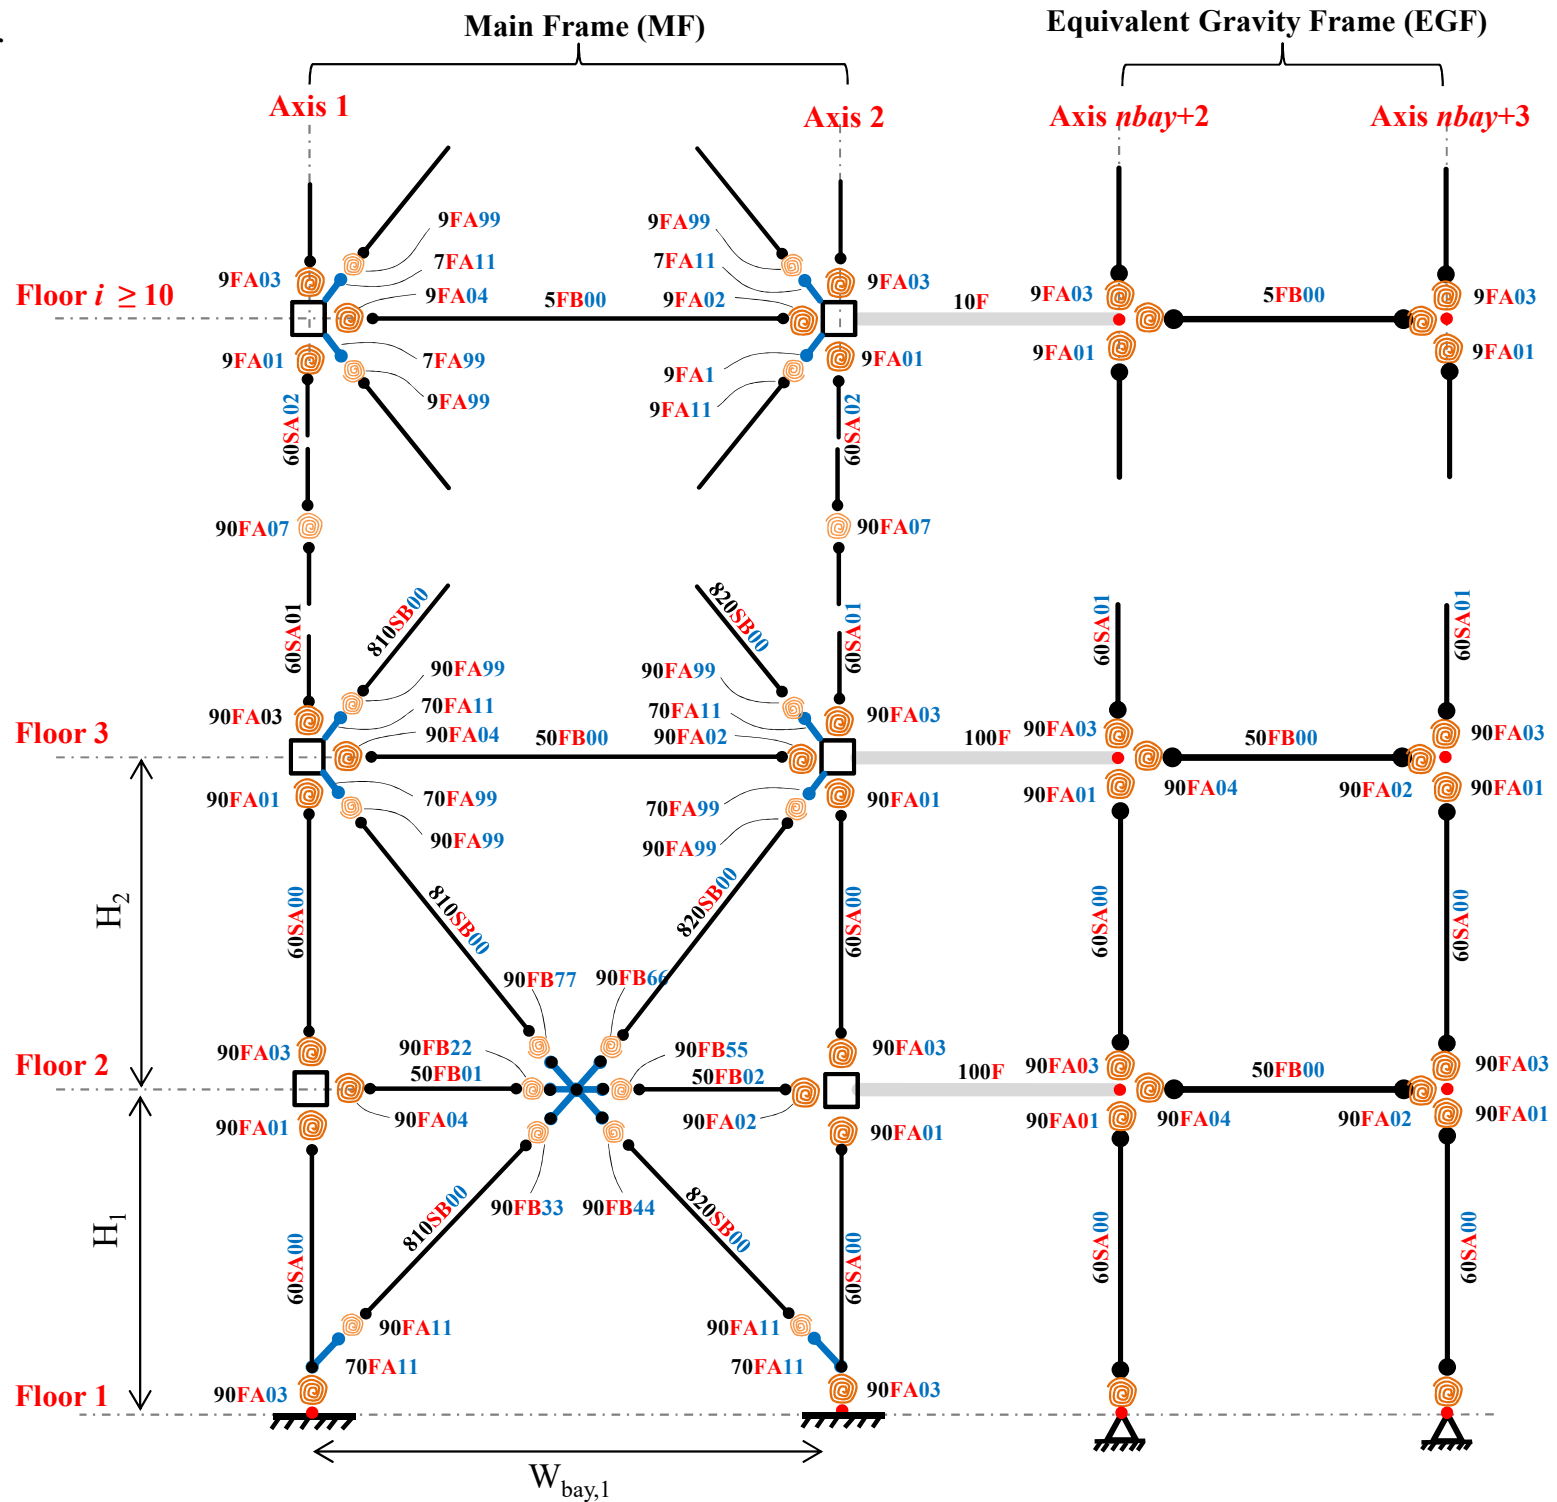 Main Frame (MF)
Equivalent Gravity Frame (EGF)
Axis 1
Axis 2
Axis nbay+2
Axis nbay+3
9FA99
9FA99
7FA11
7FA11
9FA03
9FA03
Floor i ≥ 10
9FA04
5FB00
9FA02
10F
9FA03
5FB00
9FA03
9FA01
7FA99
9FA1
9FA01
9FA01
9FA01
9FA99
9FA11
60SA02
60SA02
90FA07
90FA07
60SA01
810SB00
820SB00
60SA01
60SA01
60SA01
90FA99
90FA99
70FA11
70FA11
90FA03
90FA03
Floor 3
90FA04
50FB00
90FA02
100F
90FA03
50FB00
90FA03
90FA01
70FA99
70FA99
90FA01
90FA01
90FA04
90FA02
90FA01
90FA99
90FA99
H2
60SA00
810SB00
820SB00
60SA00
60SA00
60SA00
90FB77
90FB66
Floor 2
90FA03
90FB22
90FB55
90FA03
90FA03
90FA03
50FB01
50FB02
100F
50FB00
90FA01
90FA04
90FA02
90FA01
90FA01
90FA04
90FA02
90FA01
90FB33
90FB44
H1
60SA00
810SB00
820SB00
60SA00
60SA00
60SA00
90FA11
90FA11
70FA11
70FA11
Floor 1
90FA03
90FA03
Wbay,1